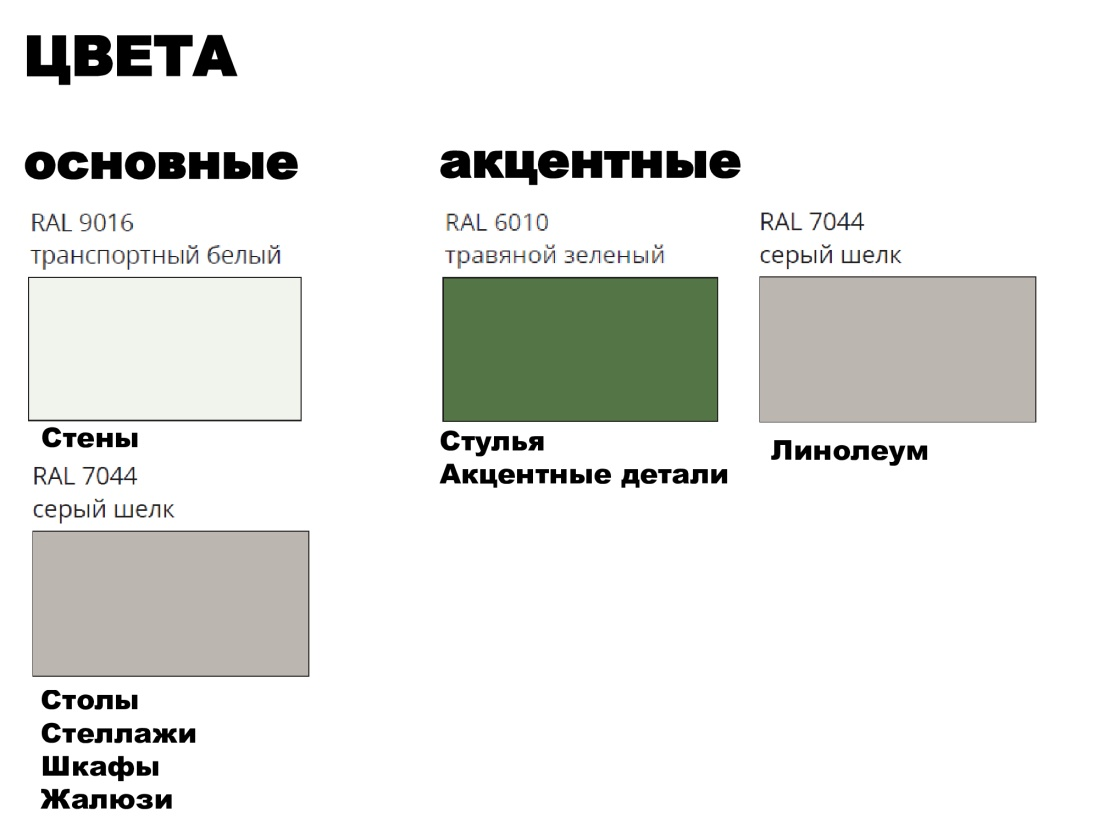 ЦВЕТА
основные
RAL 9016
транспортный белый
Стены
RAL 7044
серый шелк
Столы
Стеллажи
Шкафы
Жалюзи
акцентные
RAL 6010
травяной зеленый
Стулья
Акцентные детали
RAL 7044
серый шелк
Линолеум